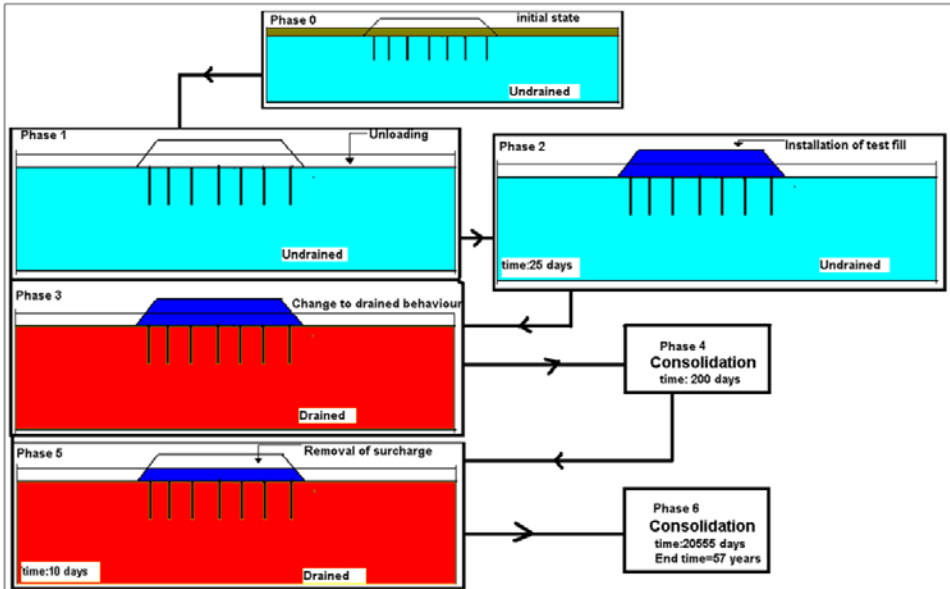 Phase 0
initial state
Undrained
Phase 1
Unloading
Undrained
Phase 2
Installation of test fill
time:25 days
Undrained
Phase 3
Change to drained behaviour
Drained
Phase 4
Consolidation
time: 200 days
Phase 5
Removal of surcharge
time:10 days
Drained
Phase 6
Consolidation
time:20555 days
End time=57 years